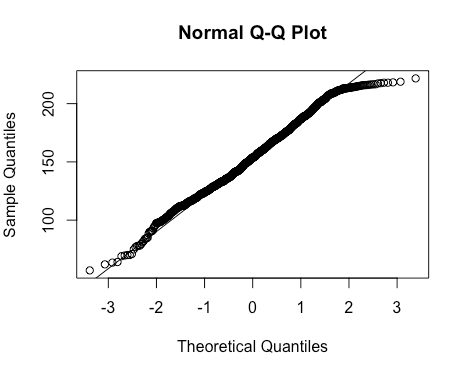 Normal Q-Q Plot
200
150
100
Sample Quantiles
-3 -2 -1 0 1 2 3
Theoretical Quantiles